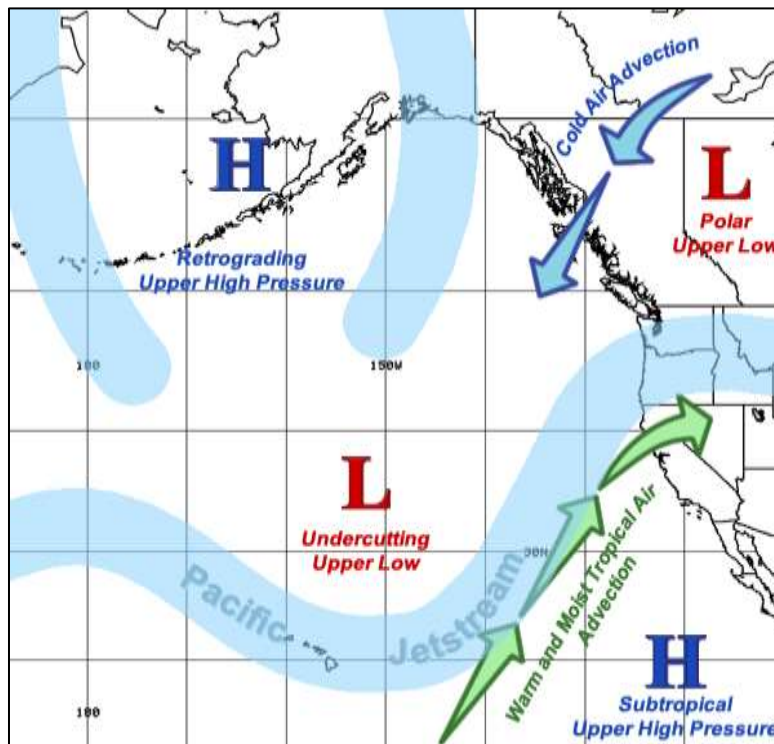 Cold Air Advection
H
Retrograding
Upper High Pressure
L
Polar
Upper Low
180
150W
L
Undercutting
Upper Low
30N
Pacific
Jetstream
Warm and Moist Tropical Air
Advection
H
Subtropical
Upper High Pressure
180